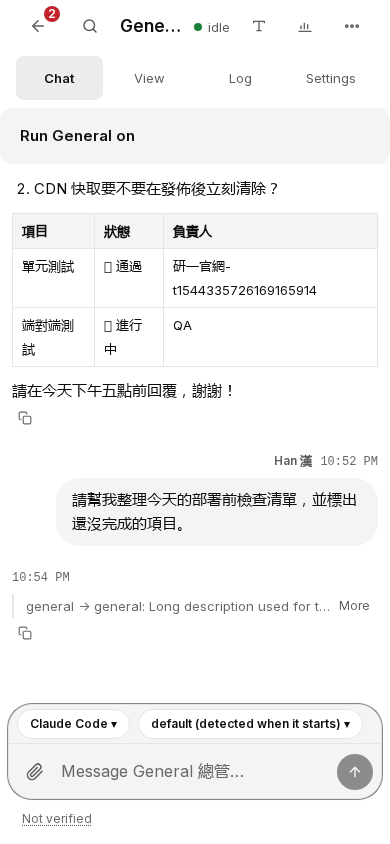 2
Gene… idle
Chat View Log Settings
Run General on
2. CDN 快取要不要在發佈後立刻清除？
項目 狀態 負責人
單元測試 通過 研一官網-
t1544335726169165914
端對端測 進行 QA
試 中
請在今天下午五點前回覆，謝謝！
Han 漢 10:52 PM
請幫我整理今天的部署前檢查清單，並標出
還沒完成的項目。
10:54 PM
general → general: Long description used for t… More
Claude Code ▾ default (detected when it starts) ▾
Message General 總管…
Not verified